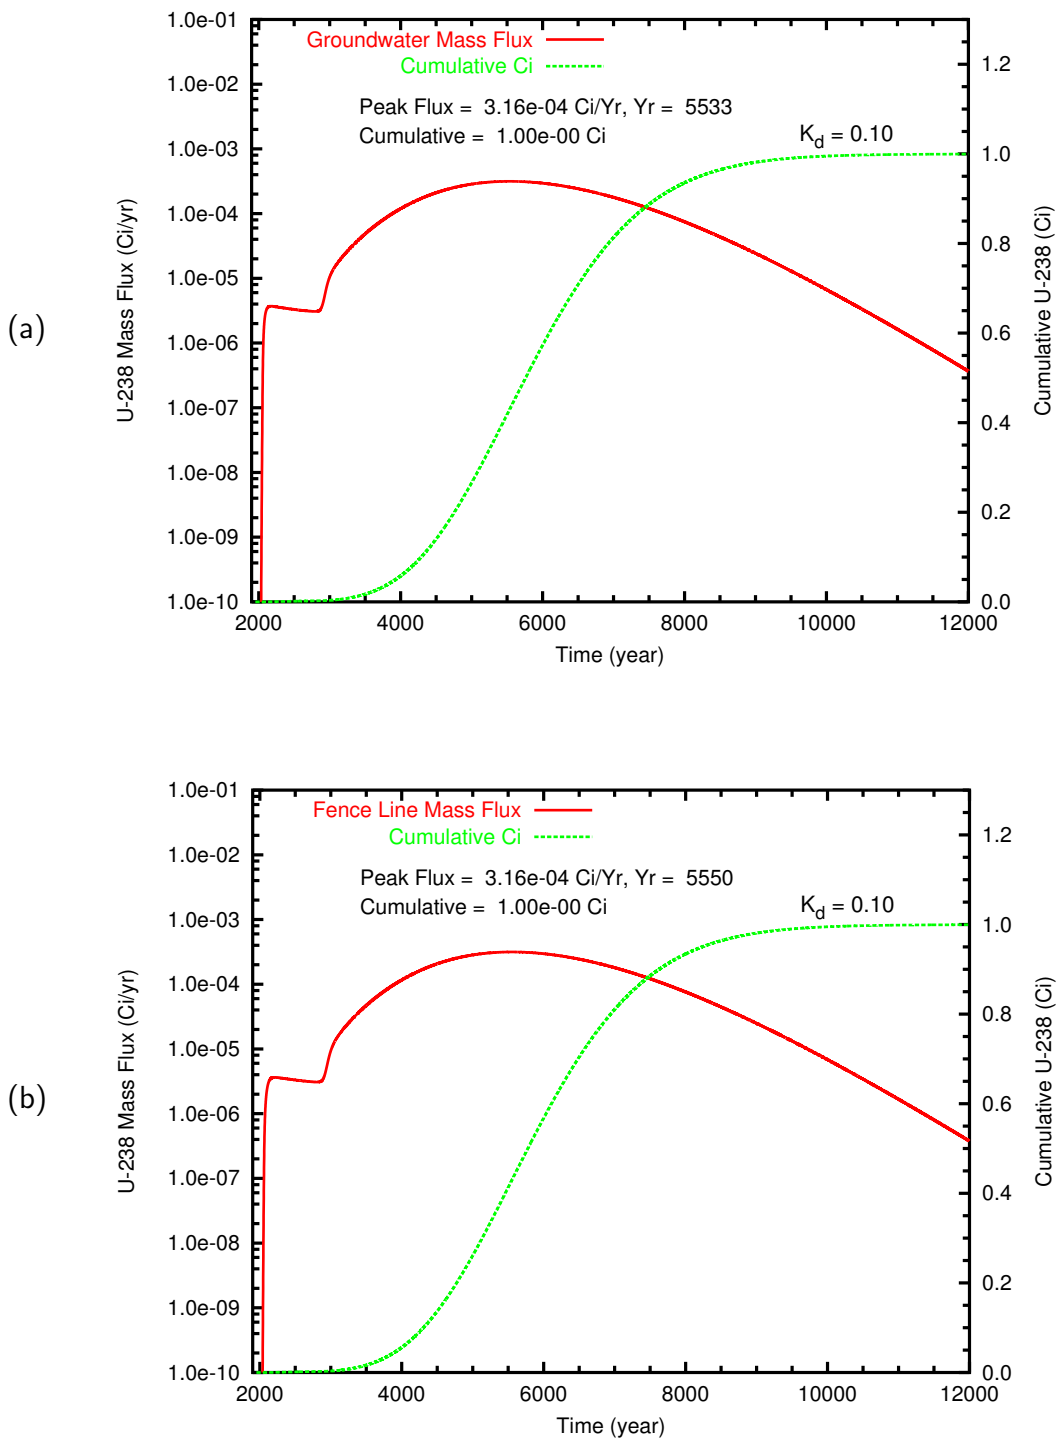 (a)
Groundwater Mass Flux
Cumulative Ci
Peak Flux = 3.16e-04 Ci/Yr, Yr = 5533
Cumulative = 1.00e-00 Ci
K_d = 0.10
U-238 Mass Flux (Ci/yr)
1.0e-01
1.0e-02
1.0e-03
1.0e-04
1.0e-05
1.0e-06
1.0e-07
1.0e-08
1.0e-09
1.0e-10
Cumulative U-238 (Ci)
1.2
1.0
0.8
0.6
0.4
0.2
0.0
2000 4000 6000 8000 10000 12000
Time (year)
(b)
Fence Line Mass Flux
Cumulative Ci
Peak Flux = 3.16e-04 Ci/Yr, Yr = 5550
Cumulative = 1.00e-00 Ci
K_d = 0.10
U-238 Mass Flux (Ci/yr)
1.0e-01
1.0e-02
1.0e-03
1.0e-04
1.0e-05
1.0e-06
1.0e-07
1.0e-08
1.0e-09
1.0e-10
Cumulative U-238 (Ci)
1.2
1.0
0.8
0.6
0.4
0.2
0.0
2000 4000 6000 8000 10000 12000
Time (year)